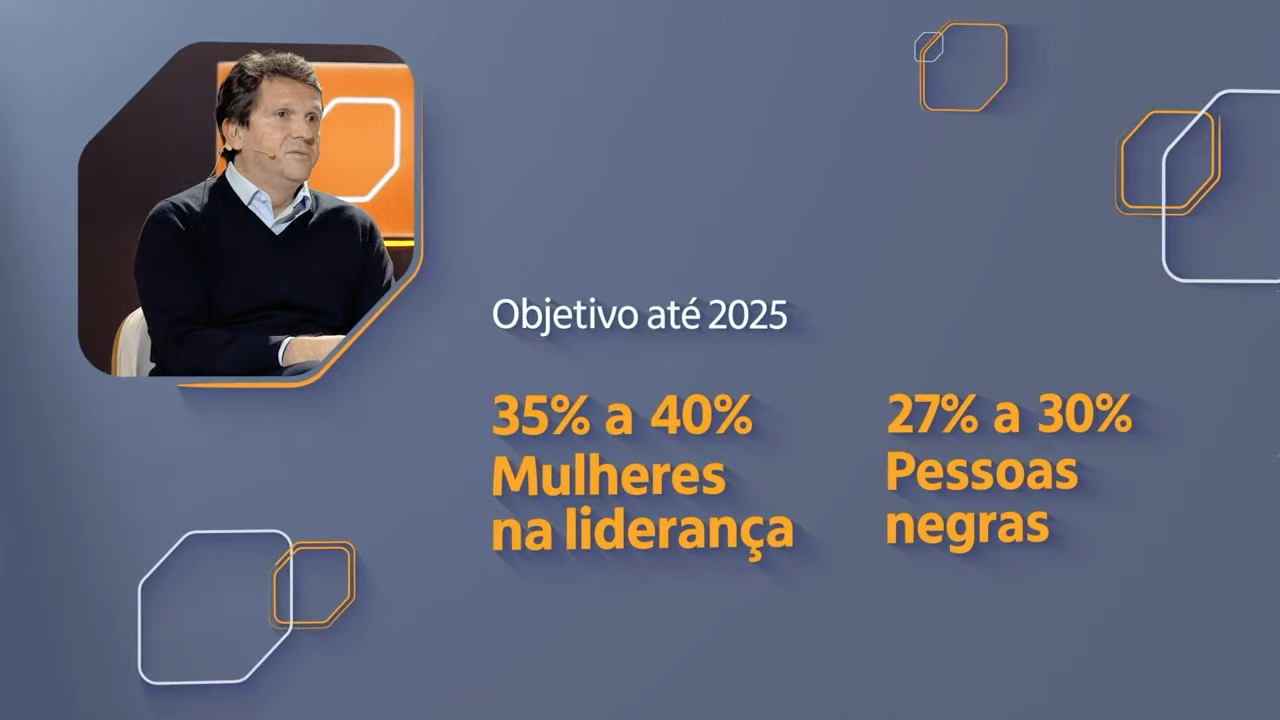 Objetivo até 2025
35% a 40%
Mulheres
na liderança
27% a 30%
Pessoas
negras